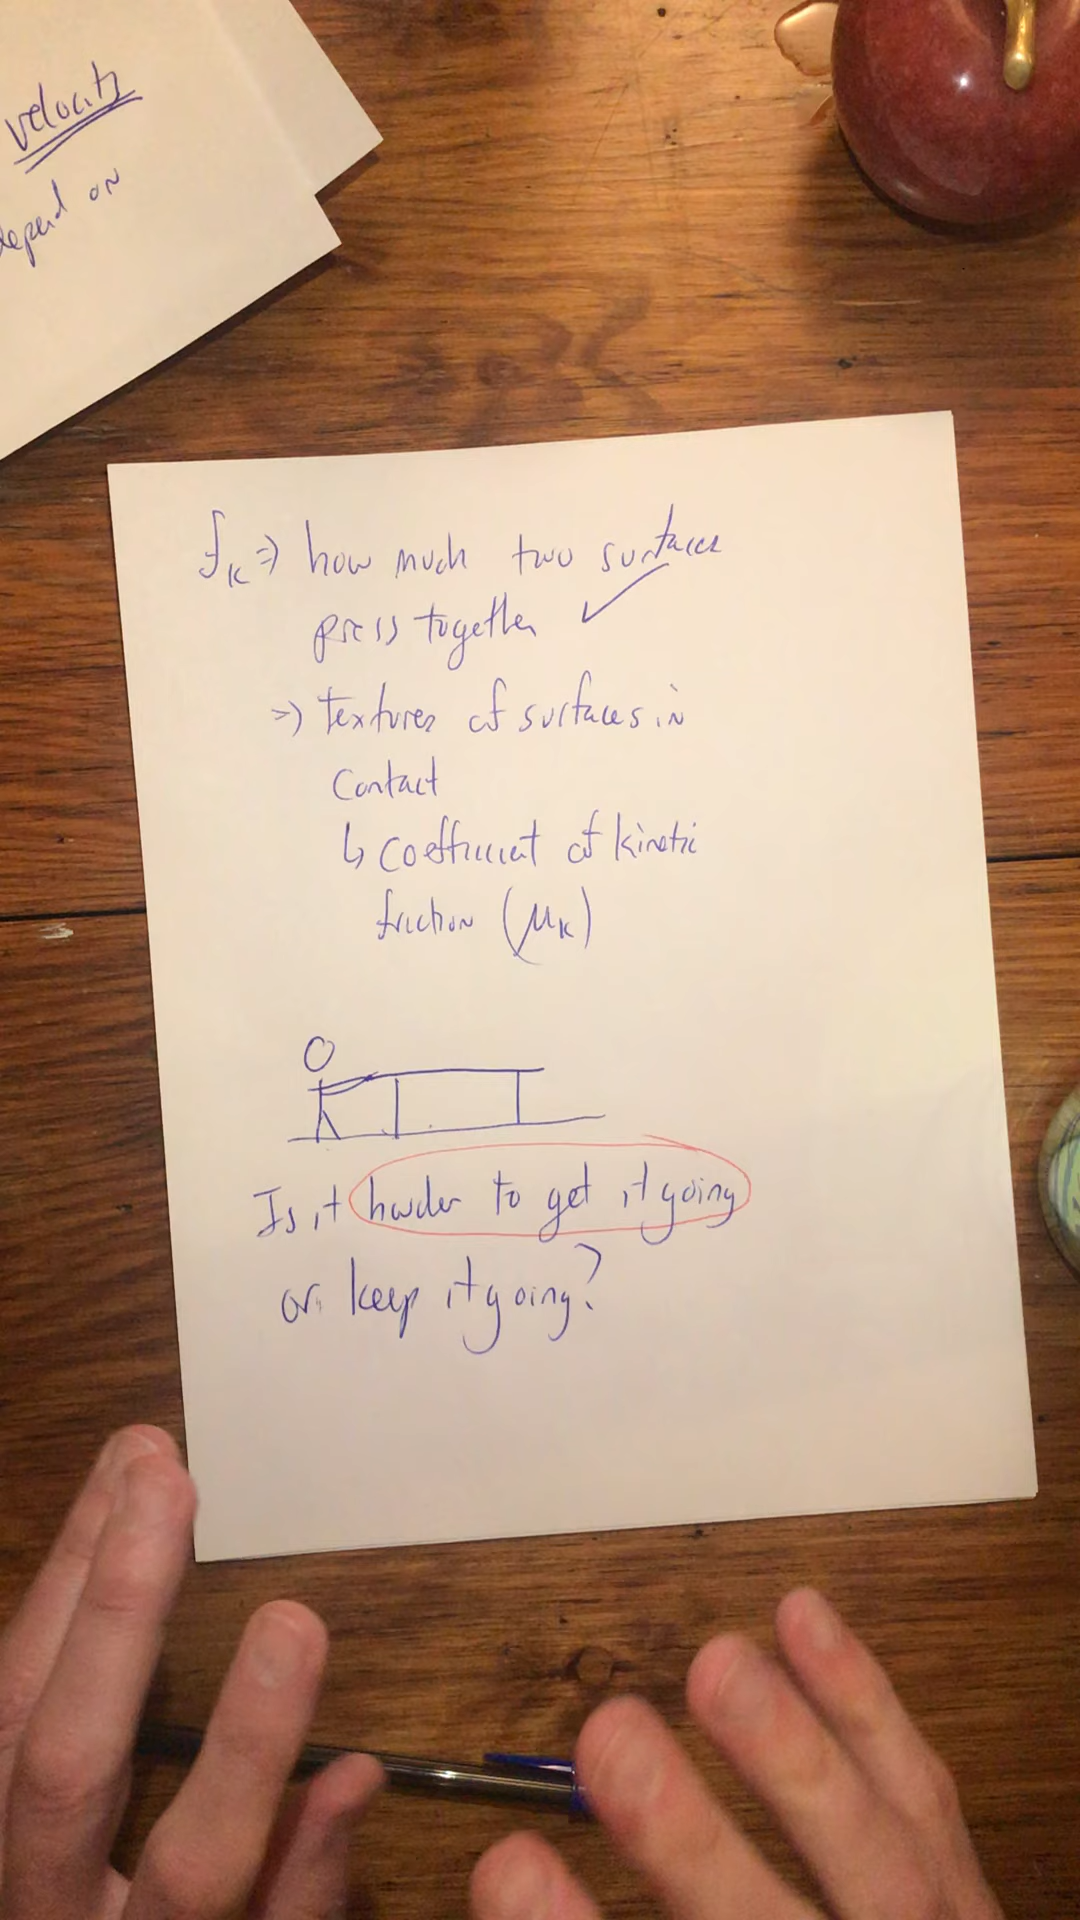 velocity
depend on
fk => how much two surfaces
press together ✓
=> textures of surfaces in
contact
↳ coefficient of kinetic
friction (μk)
Is it harder to get it going
or keep it going?